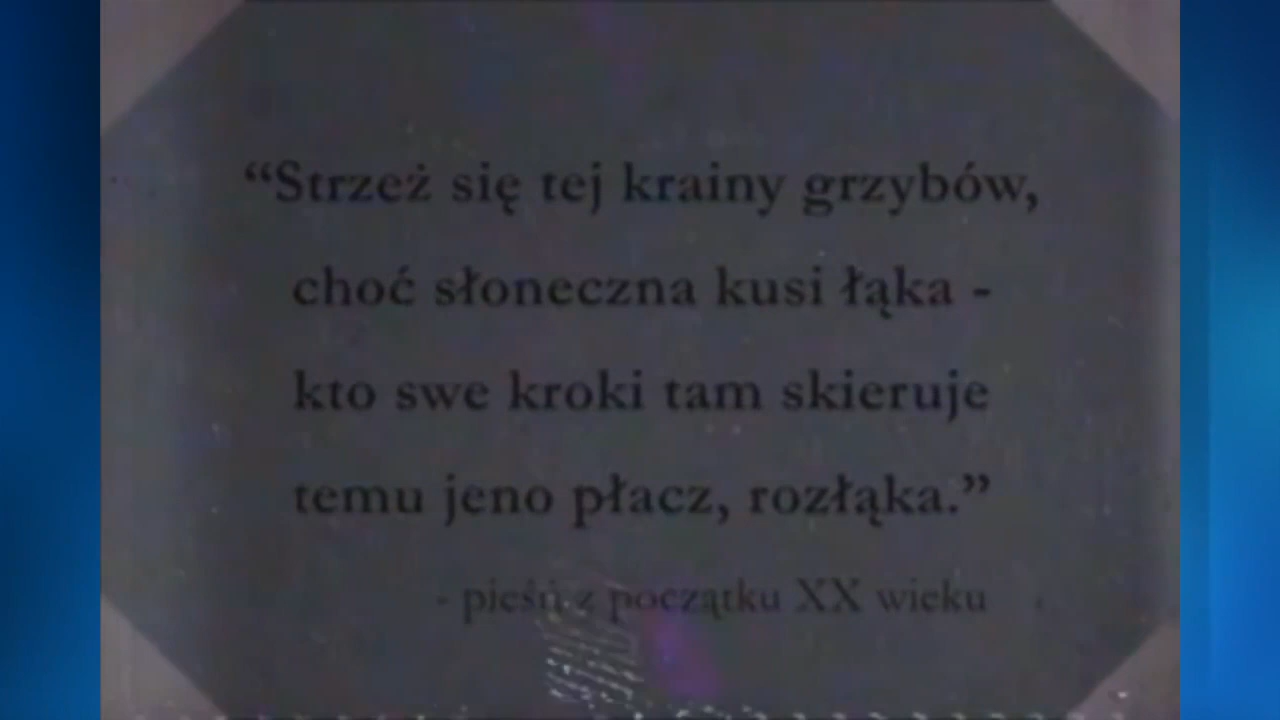 “Strzeż się tej krainy grzybów,
choć słoneczna kusi łąka -
kto swe kroki tam skieruje
temu jeno płacz, rozłąka.”
- pieśń z początku XX wieku